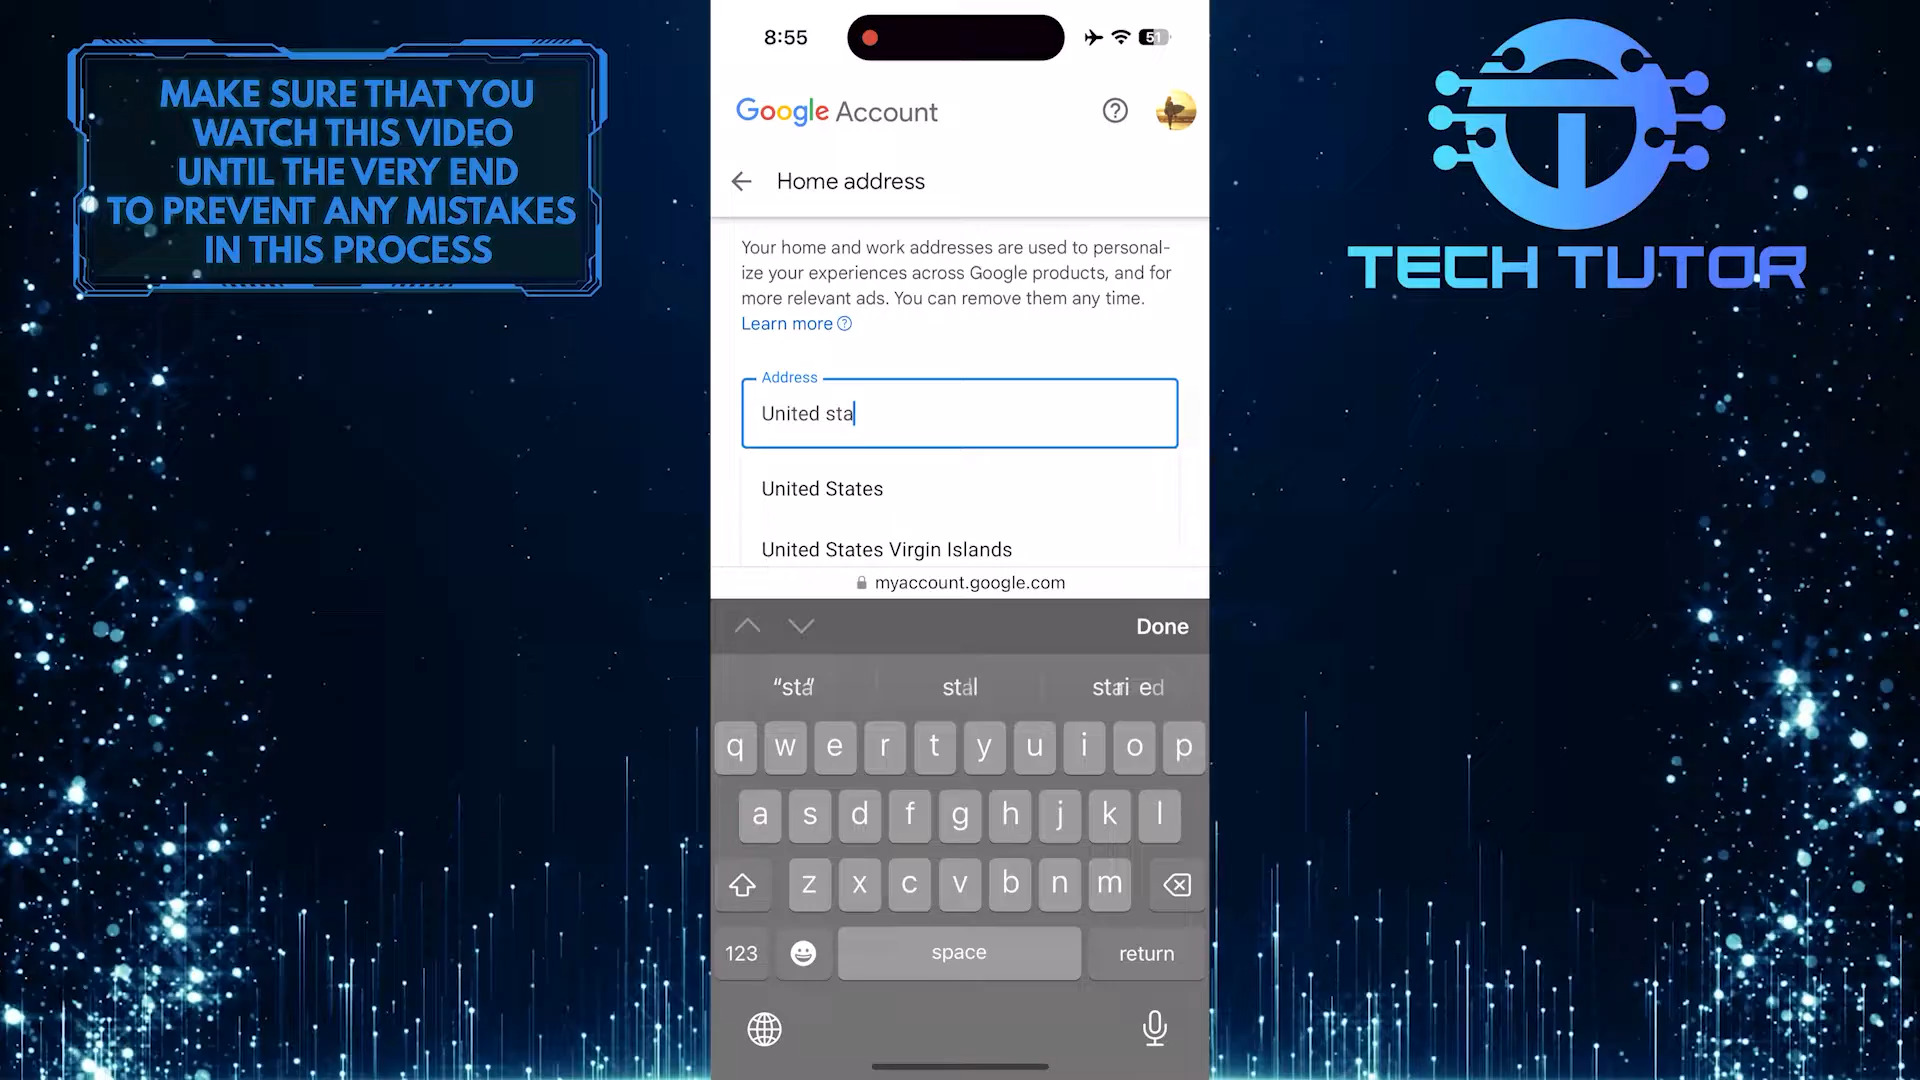 MAKE SURE THAT YOU
WATCH THIS VIDEO
UNTIL THE VERY END
TO PREVENT ANY MISTAKES
IN THIS PROCESS
8:55
51
Google Account
Home address
Your home and work addresses are used to personal-
ize your experiences across Google products, and for
more relevant ads. You can remove them any time.
Learn more
Address
United sta
United States
United States Virgin Islands
myaccount.google.com
Done
"sta"
q w e r t y u i o p
a s d f g h j k l
z x c v b n m
123
space
return
TECH TUTOR